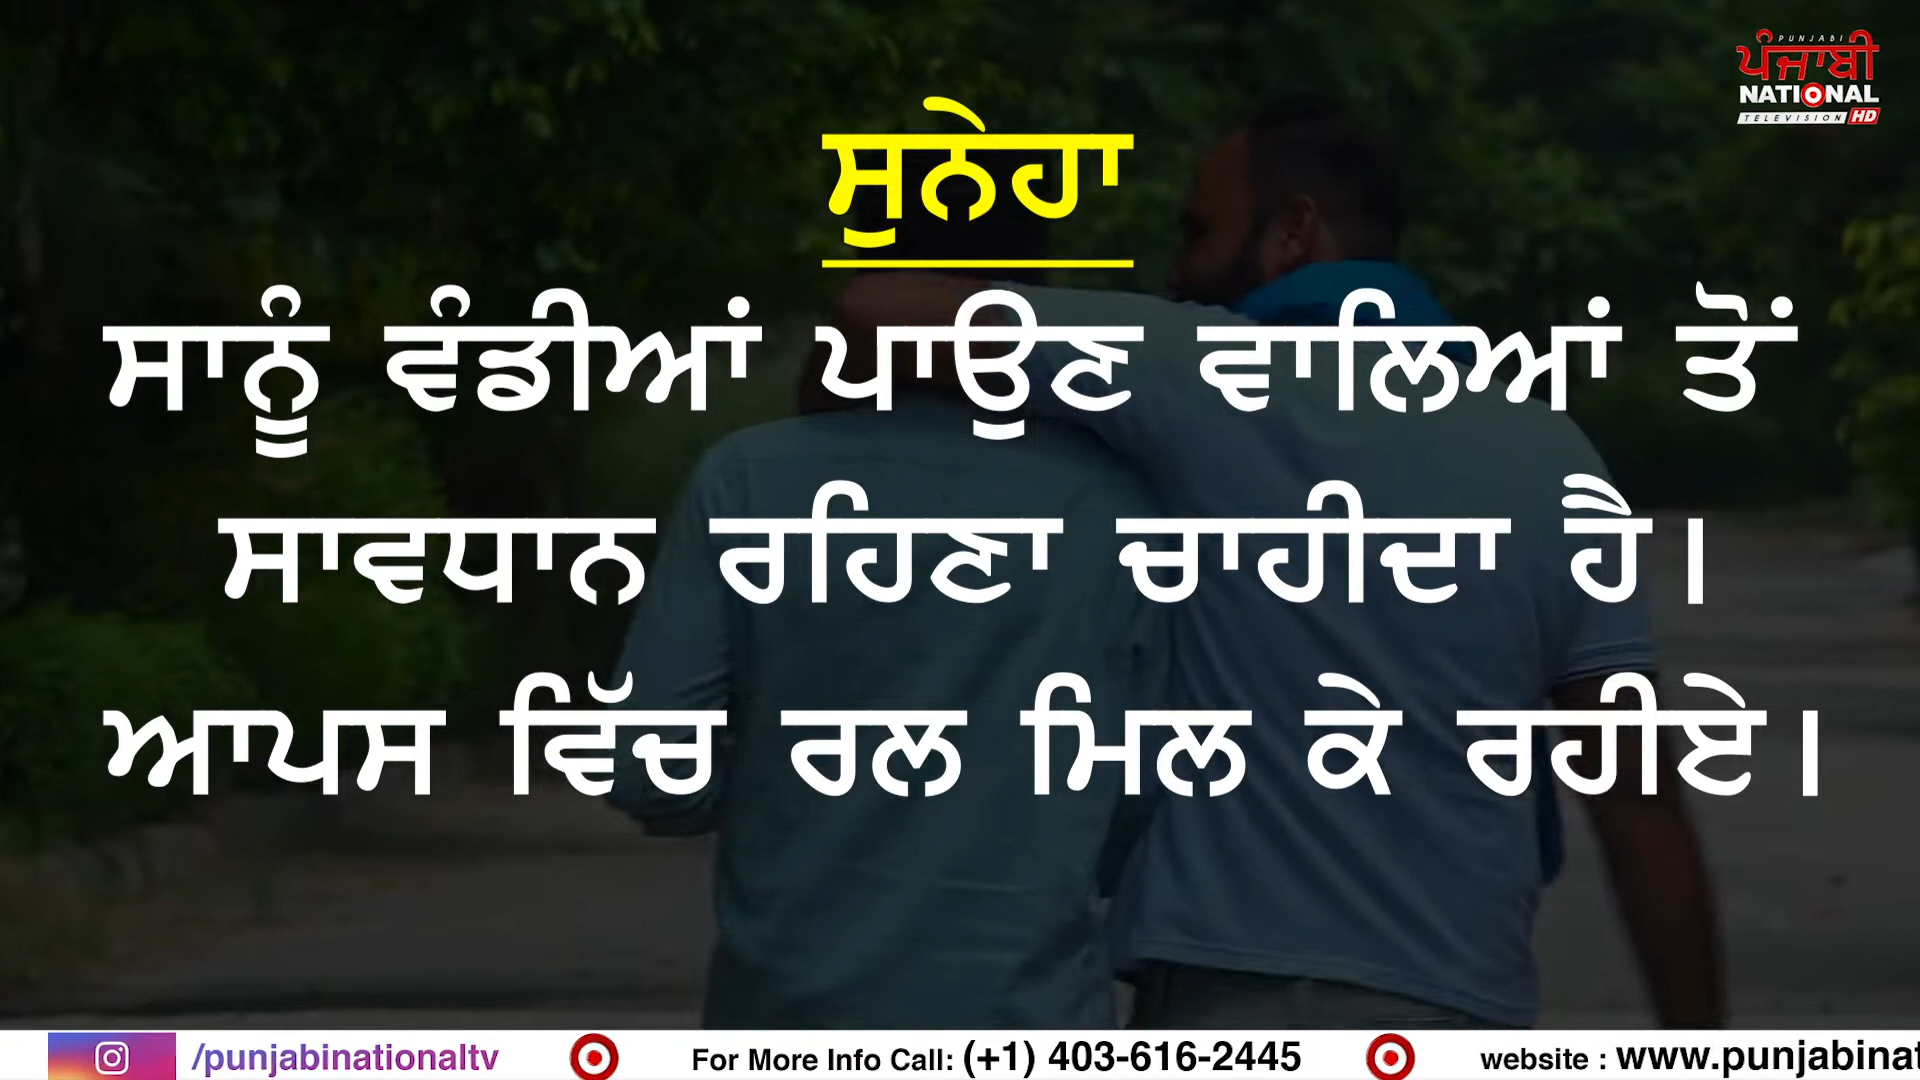 PUNJABI
ਪੰਜਾਬੀ
NATIONAL
TELEVISION HD
ਸੁਨੇਹਾ
ਸਾਨੂੰ ਵੰਡੀਆਂ ਪਾਉਣ ਵਾਲਿਆਂ ਤੋਂ
ਸਾਵਧਾਨ ਰਹਿਣਾ ਚਾਹੀਦਾ ਹੈ।
ਆਪਸ ਵਿੱਚ ਰਲ ਮਿਲ ਕੇ ਰਹੀਏ।
/punjabinationaltv For More Info Call: (+1) 403-616-2445 website : www.punjabinat